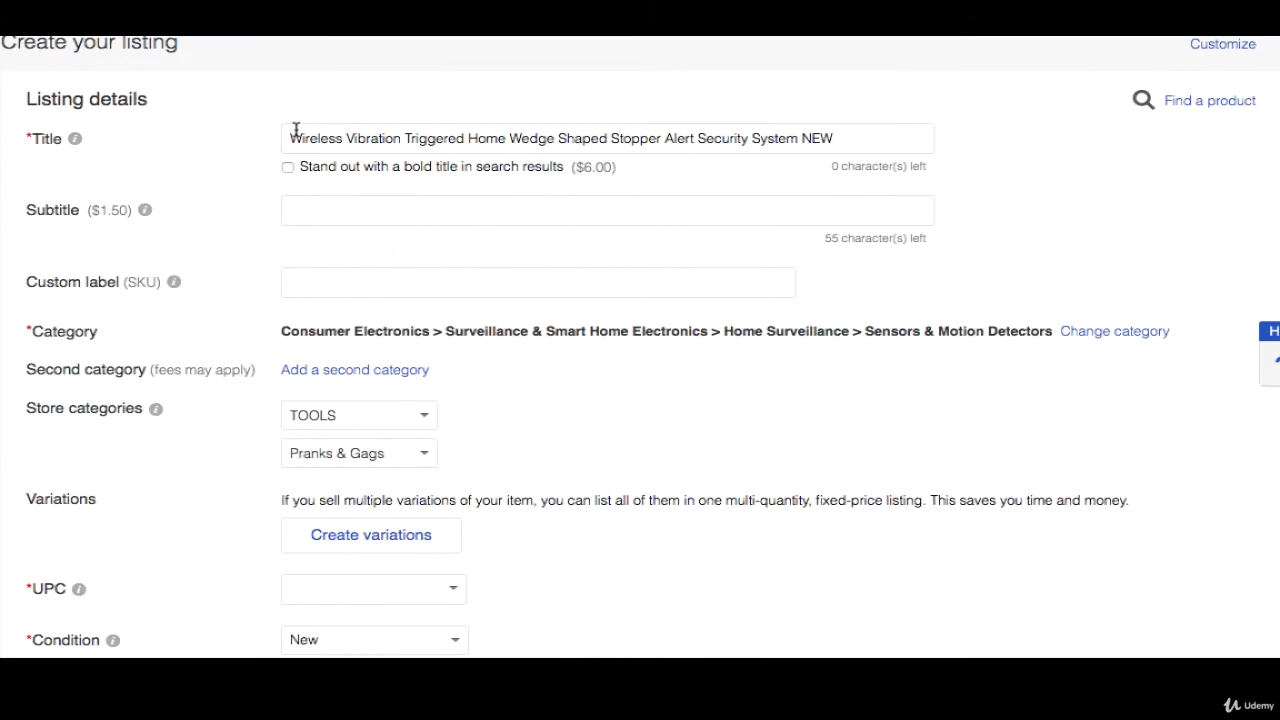 Create your listing
Customize
Listing details
Find a product
*Title
Wireless Vibration Triggered Home Wedge Shaped Stopper Alert Security System NEW
Stand out with a bold title in search results ($6.00)
0 character(s) left
Subtitle ($1.50)
55 character(s) left
Custom label (SKU)
*Category
Consumer Electronics > Surveillance & Smart Home Electronics > Home Surveillance > Sensors & Motion Detectors Change category
Second category (fees may apply)
Add a second category
Store categories
TOOLS
Pranks & Gags
Variations
If you sell multiple variations of your item, you can list all of them in one multi-quantity, fixed-price listing. This saves you time and money.
Create variations
*UPC
*Condition
New
Udemy